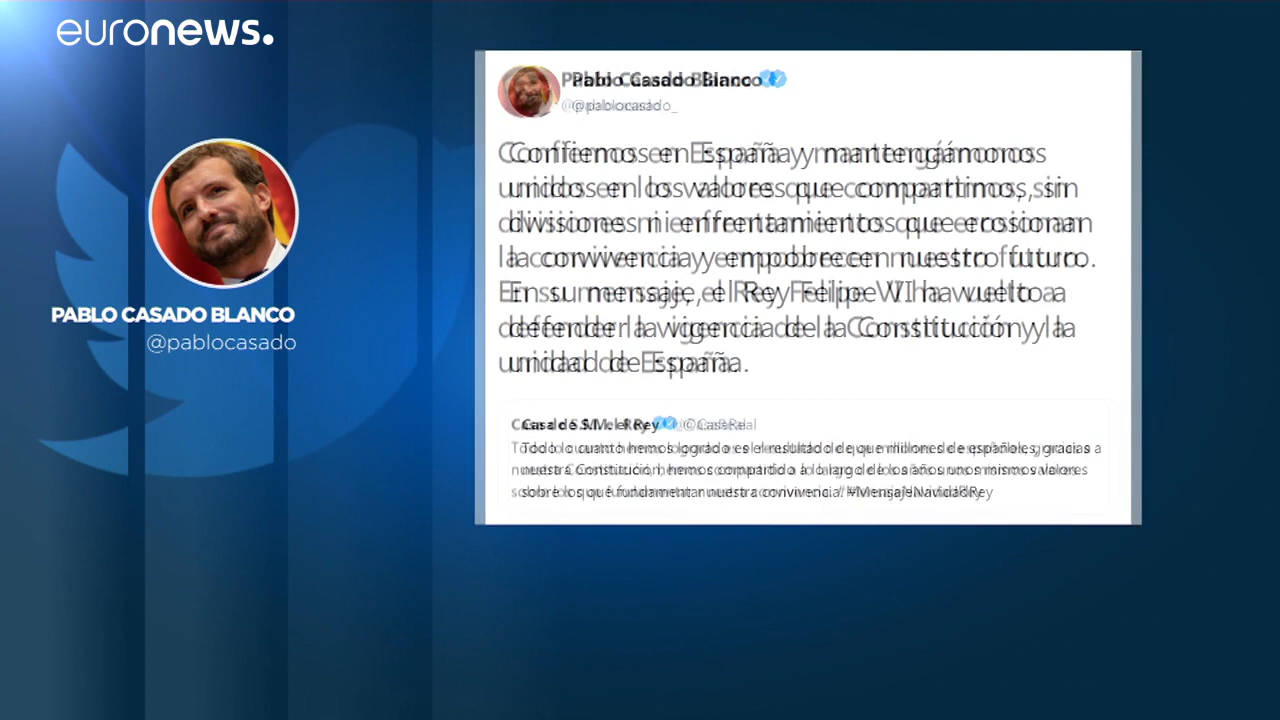 euronews.
PABLO CASADO BLANCO
@pablocasado
Pablo Casado Blanco
@pablocasado_
Confiemos en España y mantengámonos
unidos en los valores que compartimos, sin
divisiones ni enfrentamientos que erosionan
la convivencia y empobrecen nuestro futuro.
En su mensaje, el Rey Felipe VI ha vuelto a
defender la vigencia de la Constitución y la
unidad de España.
Casa de S.M. el Rey @CasaReal
Todo lo cuanto hemos logrado es el resultado de que millones de españoles, gracias a
nuestra Constitución, hemos compartido a lo largo de los años unos mismos valores
sobre los que fundamentar nuestra convivencia. #MensajeNavidadRey